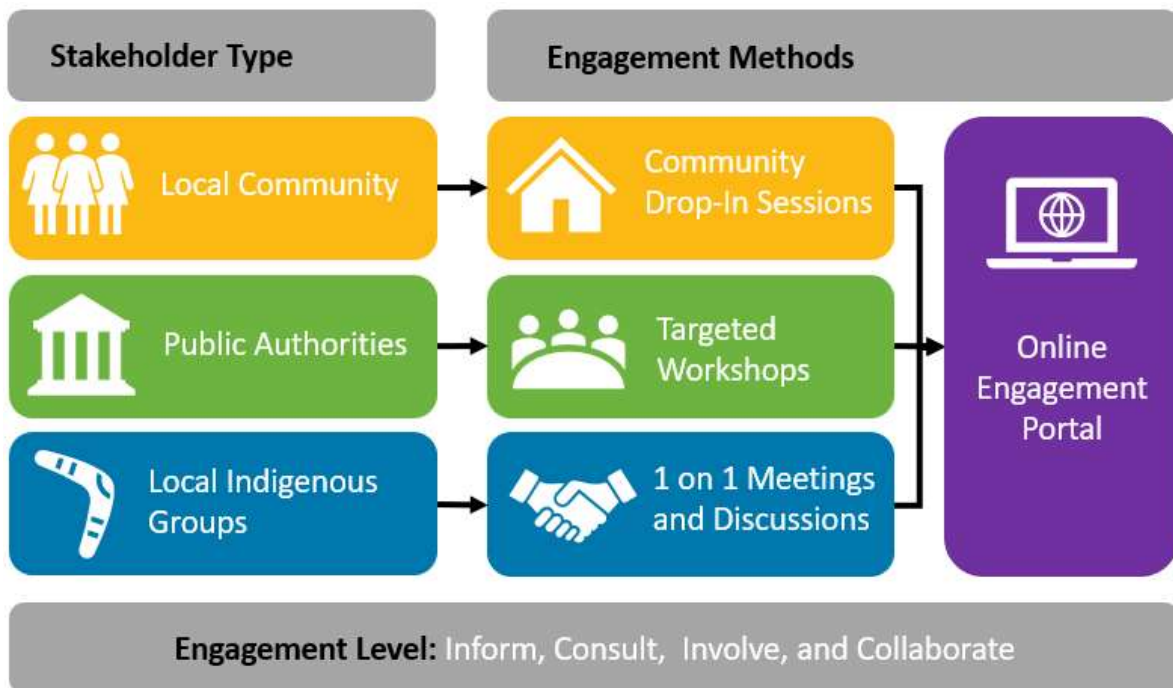 Stakeholder Type
Engagement Methods
Local Community
Community
Drop-In Sessions
Public Authorities
Targeted
Workshops
Local Indigenous
Groups
1 on 1 Meetings
and Discussions
Online
Engagement
Portal
Engagement Level: Inform, Consult,  Involve, and Collaborate